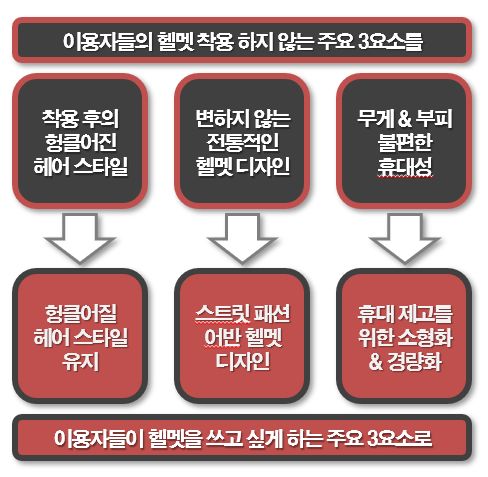 이용자들의 헬멧 착용 하지 않는 주요 3요소를
착용 후의
헝클어진
헤어 스타일
변하지 않는
전통적인
헬멧 디자인
무게 & 부피
불편한
휴대성
헝클어질
헤어 스타일
유지
스트릿 패션
어반 헬멧
디자인
휴대 제고를
위한 소형화
& 경량화
이용자들이 헬멧을 쓰고 싶게 하는 주요 3요소로